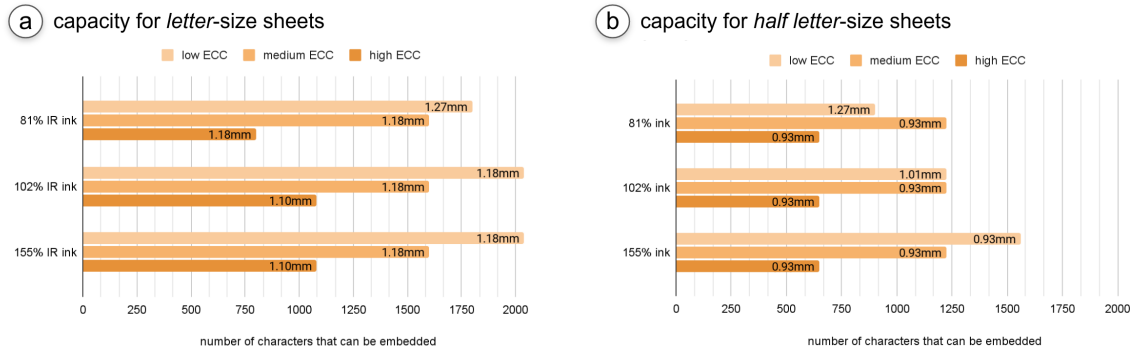 a capacity for letter-size sheets
low ECC medium ECC high ECC
81% IR ink
1.27mm
1.18mm
1.18mm
102% IR ink
1.18mm
1.18mm
1.10mm
155% IR ink
1.18mm
1.18mm
1.10mm
0 250 500 750 1000 1250 1500 1750 2000
number of characters that can be embedded
b capacity for half letter-size sheets
low ECC medium ECC high ECC
81% ink
1.27mm
0.93mm
0.93mm
102% ink
1.01mm
0.93mm
0.93mm
155% ink
0.93mm
0.93mm
0.93mm
0 500 750 1000 1250 1500 1750 2000
number of characters that can be embedded